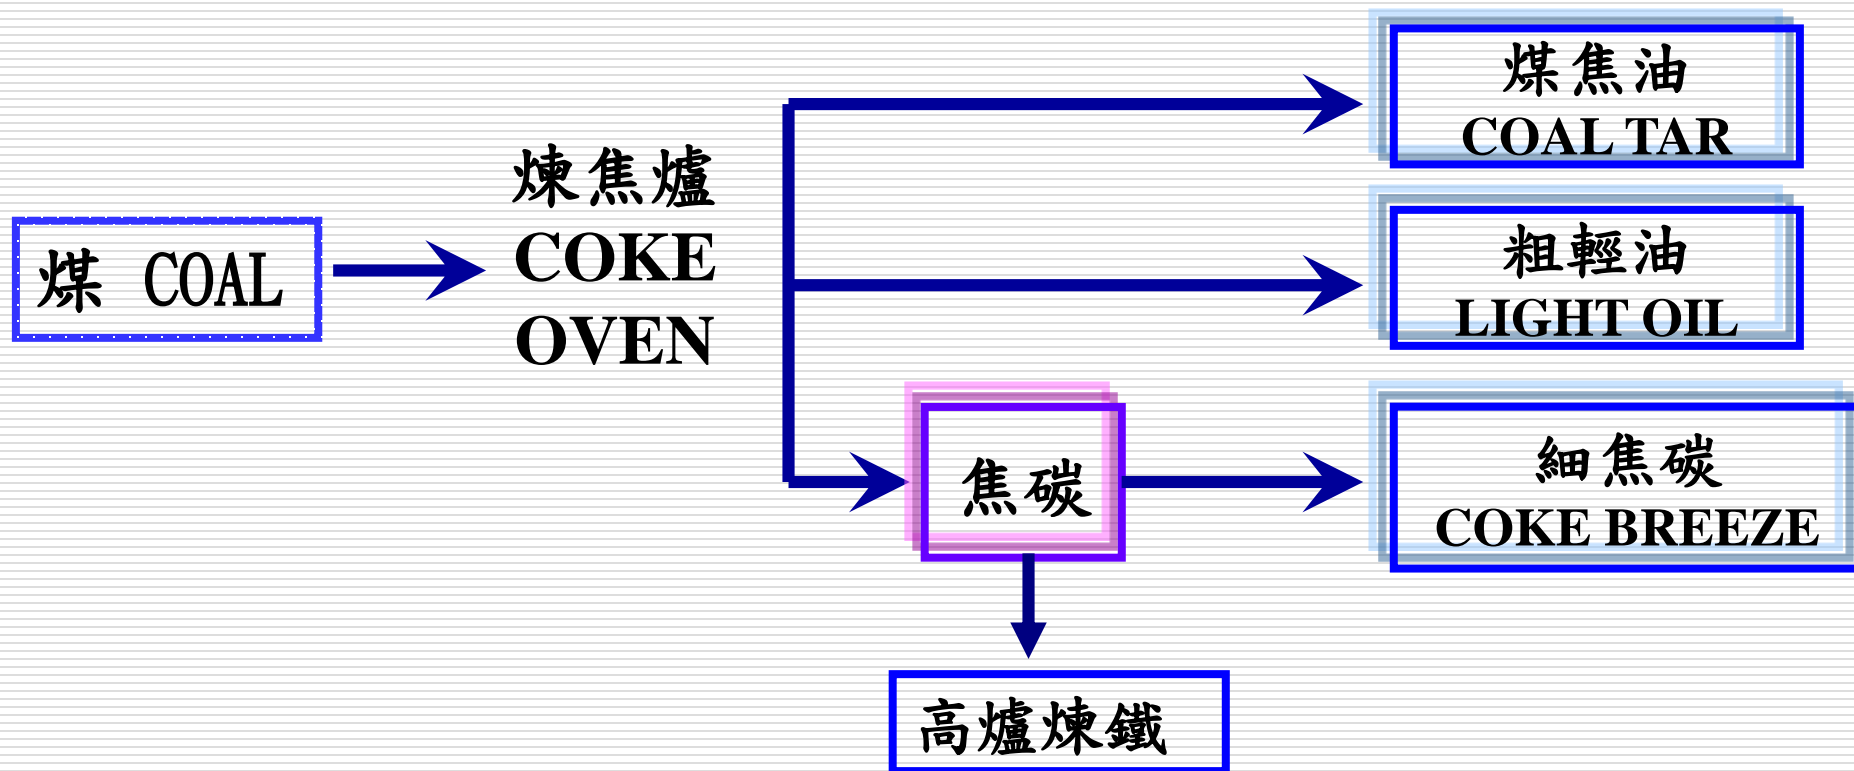 煤 COAL
煉焦爐
COKE
OVEN
煤焦油
COAL TAR
粗輕油
LIGHT OIL
焦碳
細焦碳
COKE BREEZE
高爐煉鐵